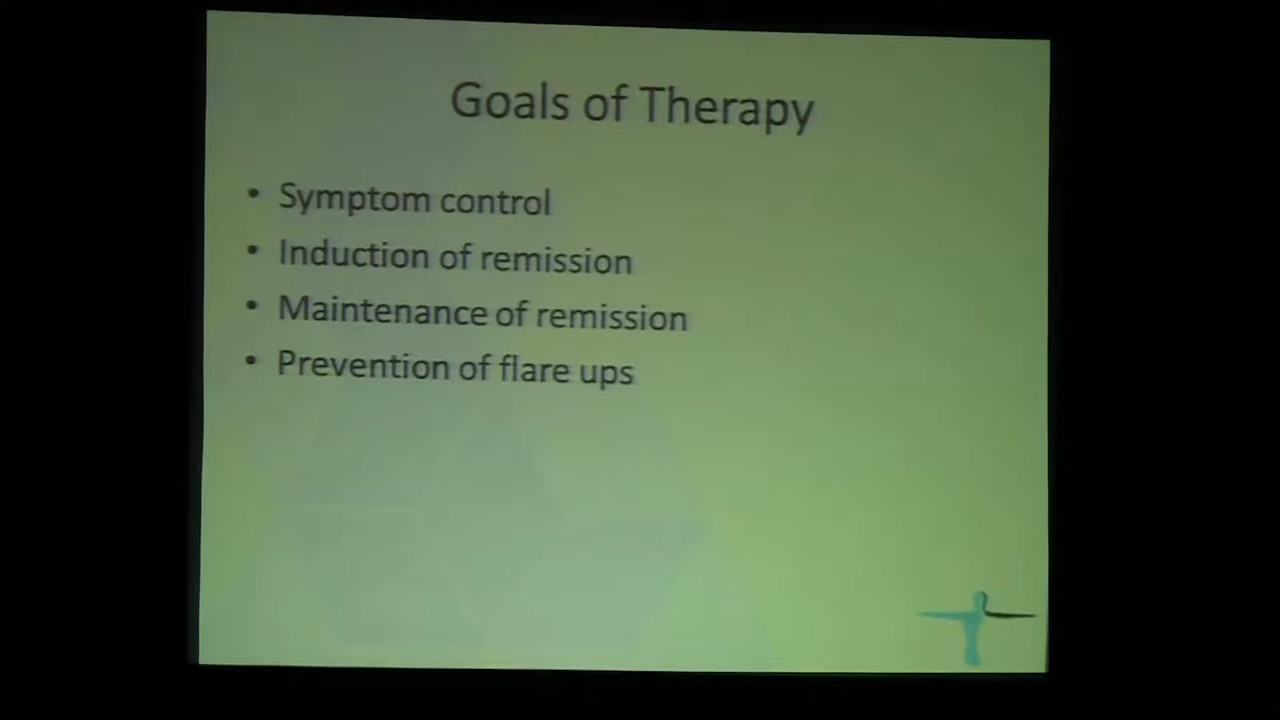 Goals of Therapy
• Symptom control
• Induction of remission
• Maintenance of remission
• Prevention of flare ups